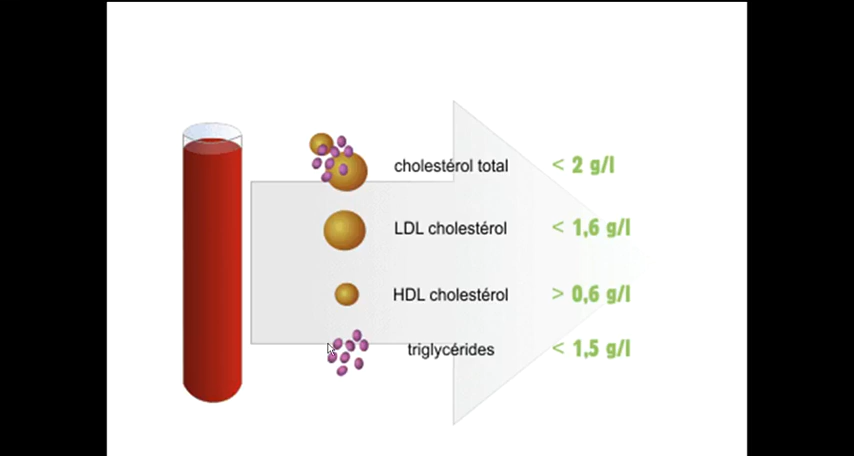 cholestérol total < 2 g/l
LDL cholestérol < 1,6 g/l
HDL cholestérol > 0,6 g/l
triglycérides < 1,5 g/l